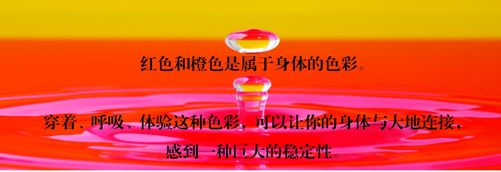 红色和橙色是属于身体的色彩。
穿着、呼吸、体验这种色彩，可以让你的身体与大地连接，
感到一种巨大的稳定性。